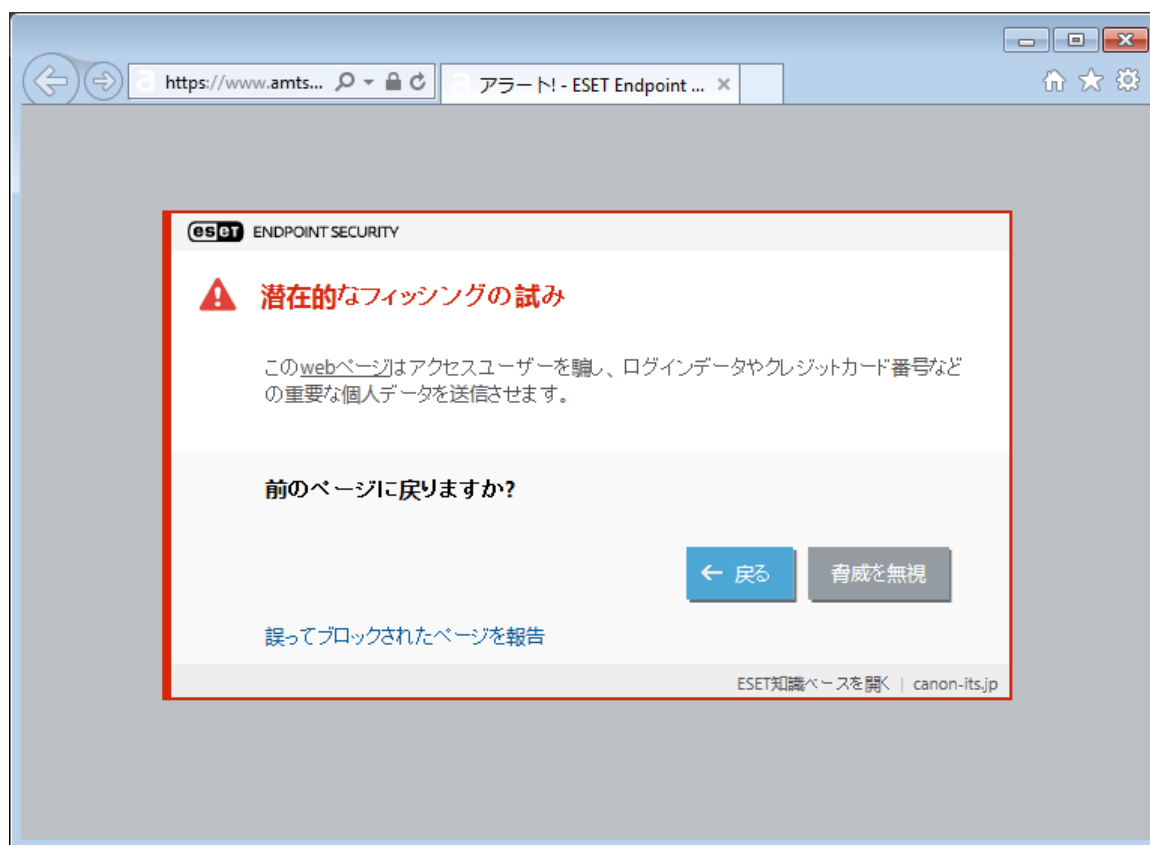 https://www.amts...
アラート! - ESET Endpoint ...
eset ENDPOINT SECURITY
潜在的なフィッシングの試み
このwebページはアクセスユーザーを騙し、ログインデータやクレジットカード番号など
の重要な個人データを送信させます。
前のページに戻りますか?
← 戻る
脅威を無視
誤ってブロックされたページを報告
ESET知識ベースを開く | canon-its.jp